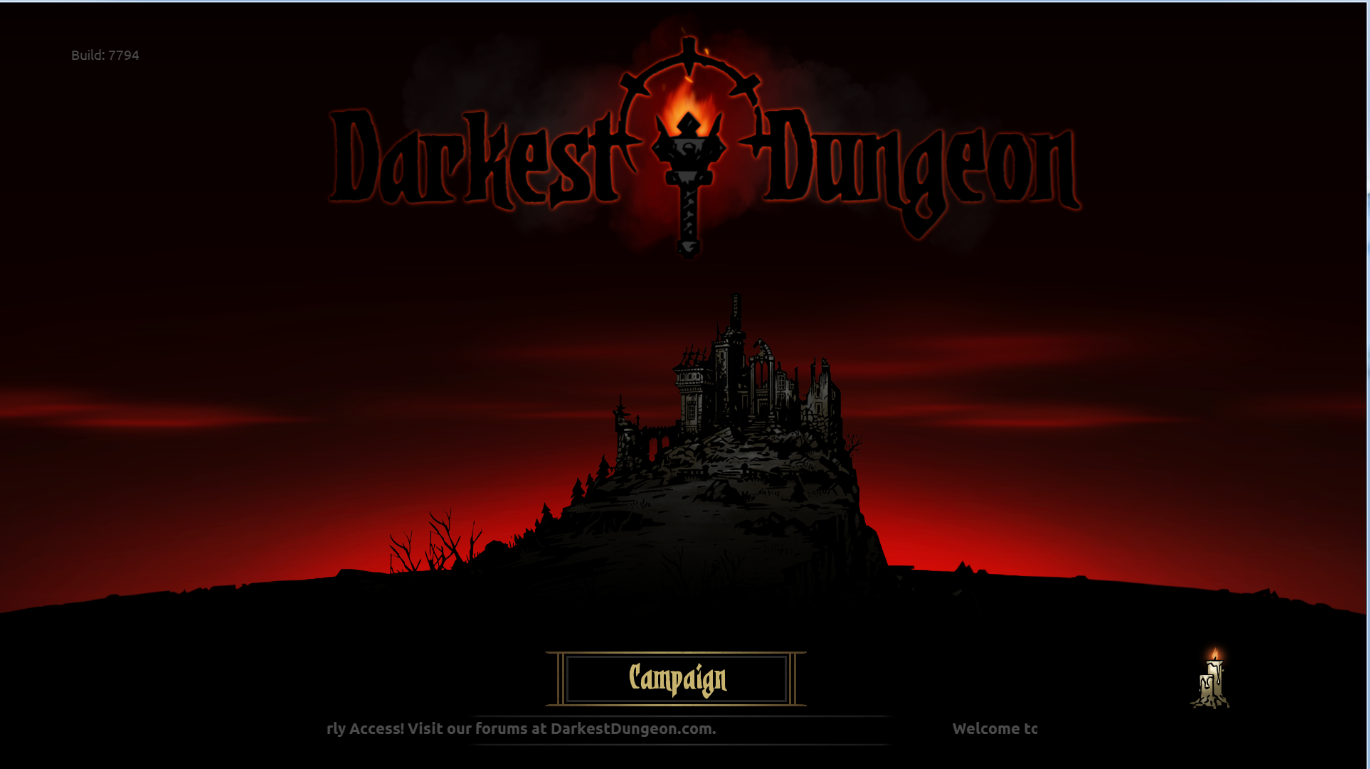 Build: 7794
Darkest Dungeon
Campaign
rly Access! Visit our forums at DarkestDungeon.com. Welcome tc